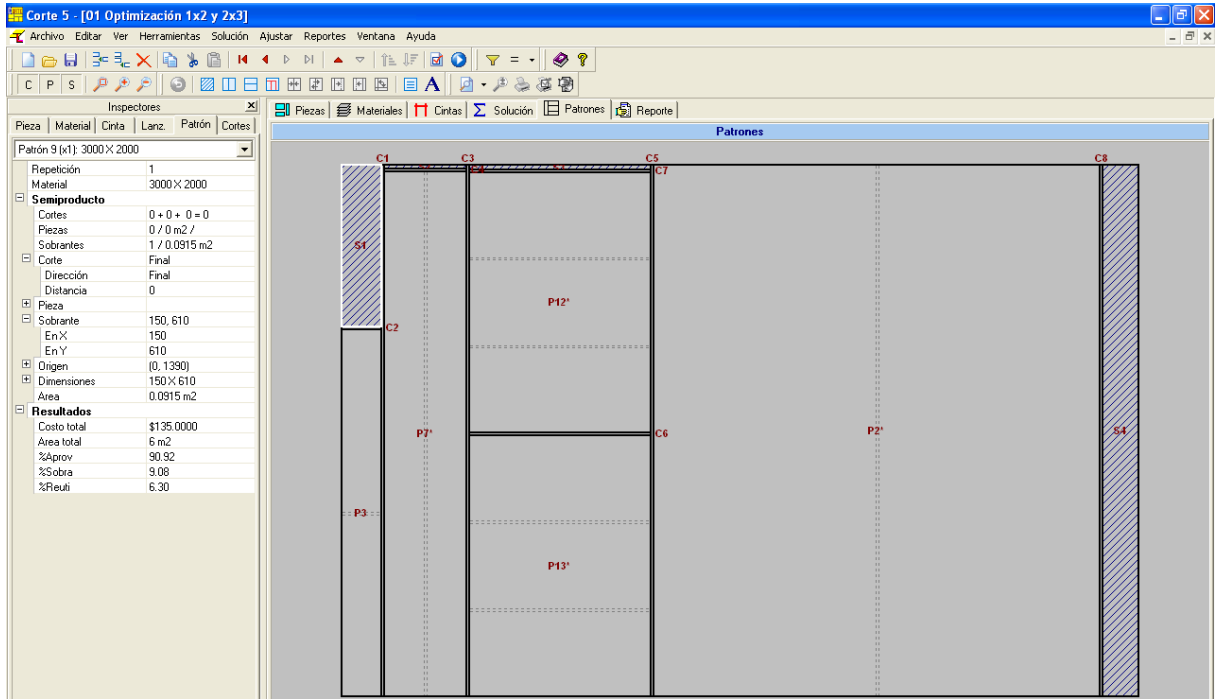 Corte 5 - [01 Optimización 1x2 y 2x3]
Archivo Editar Ver Herramientas Solución Ajustar Reportes Ventana Ayuda
C P S A
Inspectores
Pieza Material Cinta Lanz. Patrón Cortes
Piezas Materiales Cintas Solución Patrones Reporte
Patrones
Patrón 9 (x1): 3000 X 2000
Repetición 1
Material 3000 X 2000
Semiproducto
Cortes 0 + 0 + 0 = 0
Piezas 0 / 0 m2 /
Sobrantes 1 / 0.0915 m2
Corte Final
Dirección Final
Distancia 0
Pieza
Sobrante 150, 610
En X 150
En Y 610
Origen (0, 1390)
Dimensiones 150 X 610
Area 0.0915 m2
Resultados
Costo total $135.0000
Area total 6 m2
%Aprov 90.92
%Sobra 9.08
%Reuti 6.30
C1 C3 C5 C8
C7
S1
P12*
C2
P7* C6 P2* S4
P3
P13*